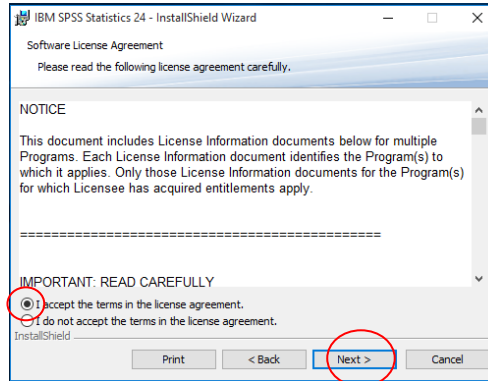 IBM SPSS Statistics 24 - InstallShield Wizard
Software License Agreement
Please read the following license agreement carefully.
NOTICE
This document includes License Information documents below for multiple
Programs. Each License Information document identifies the Program(s) to
which it applies. Only those License Information documents for the Program(s)
for which Licensee has acquired entitlements apply.
==============================================
IMPORTANT: READ CAREFULLY
I accept the terms in the license agreement.
I do not accept the terms in the license agreement.
InstallShield
Print < Back Next > Cancel